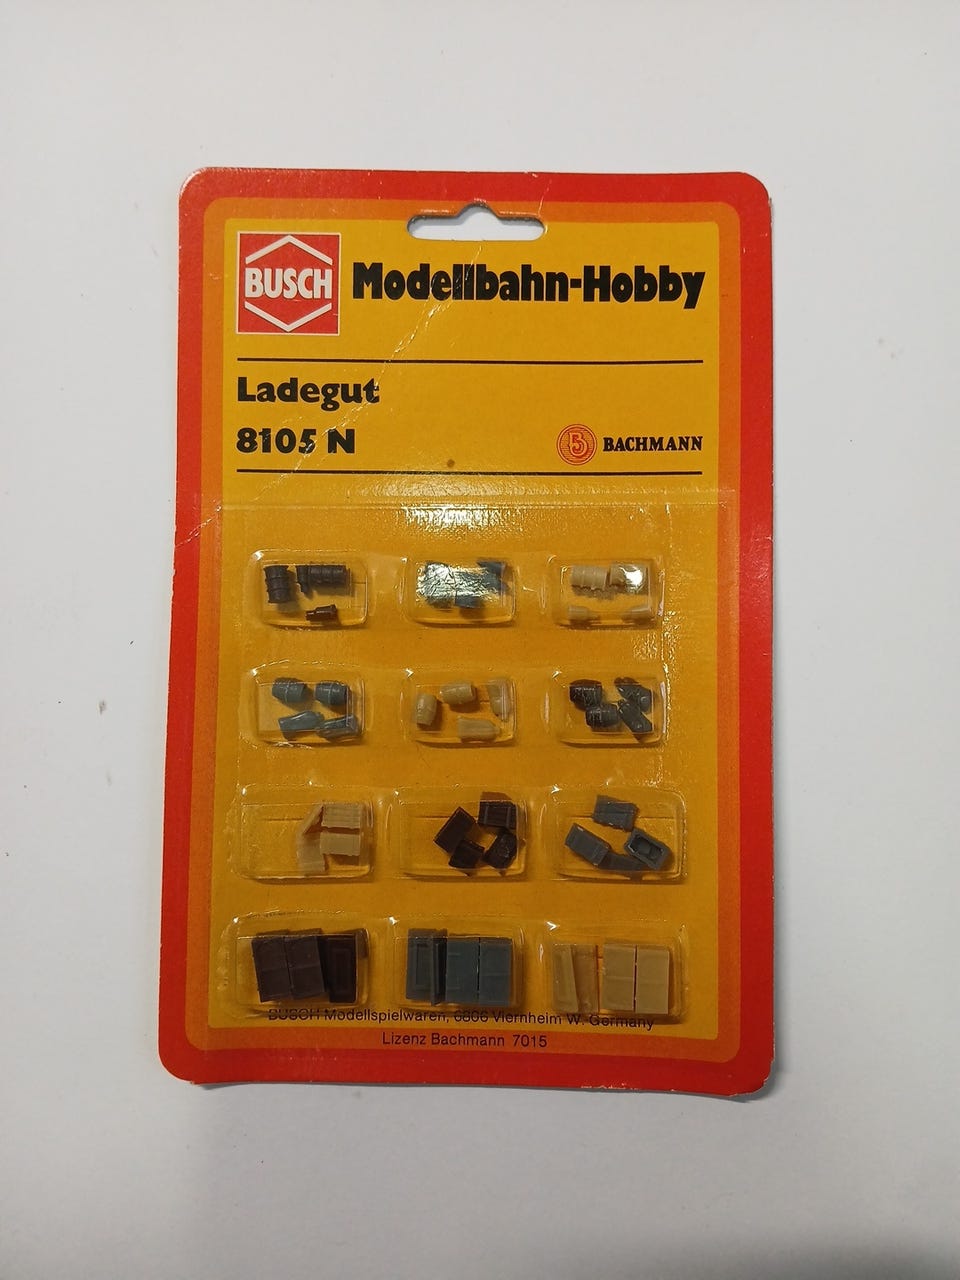 BUSCH
Modellbahn-Hobby
Ladegut
8105 N
B BACHMANN
BUSCH Modellspielwaren, 6806 Viernheim W. Germany
Lizenz Bachmann 7015